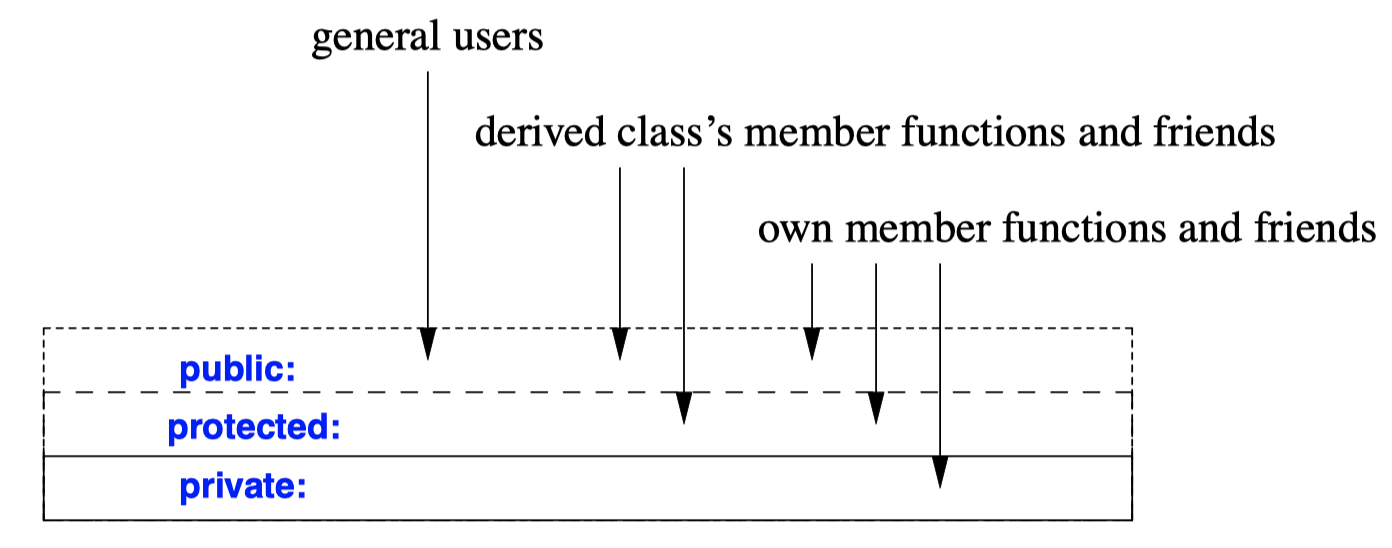 general users
derived class’s member functions and friends
own member functions and friends
public:
protected:
private: